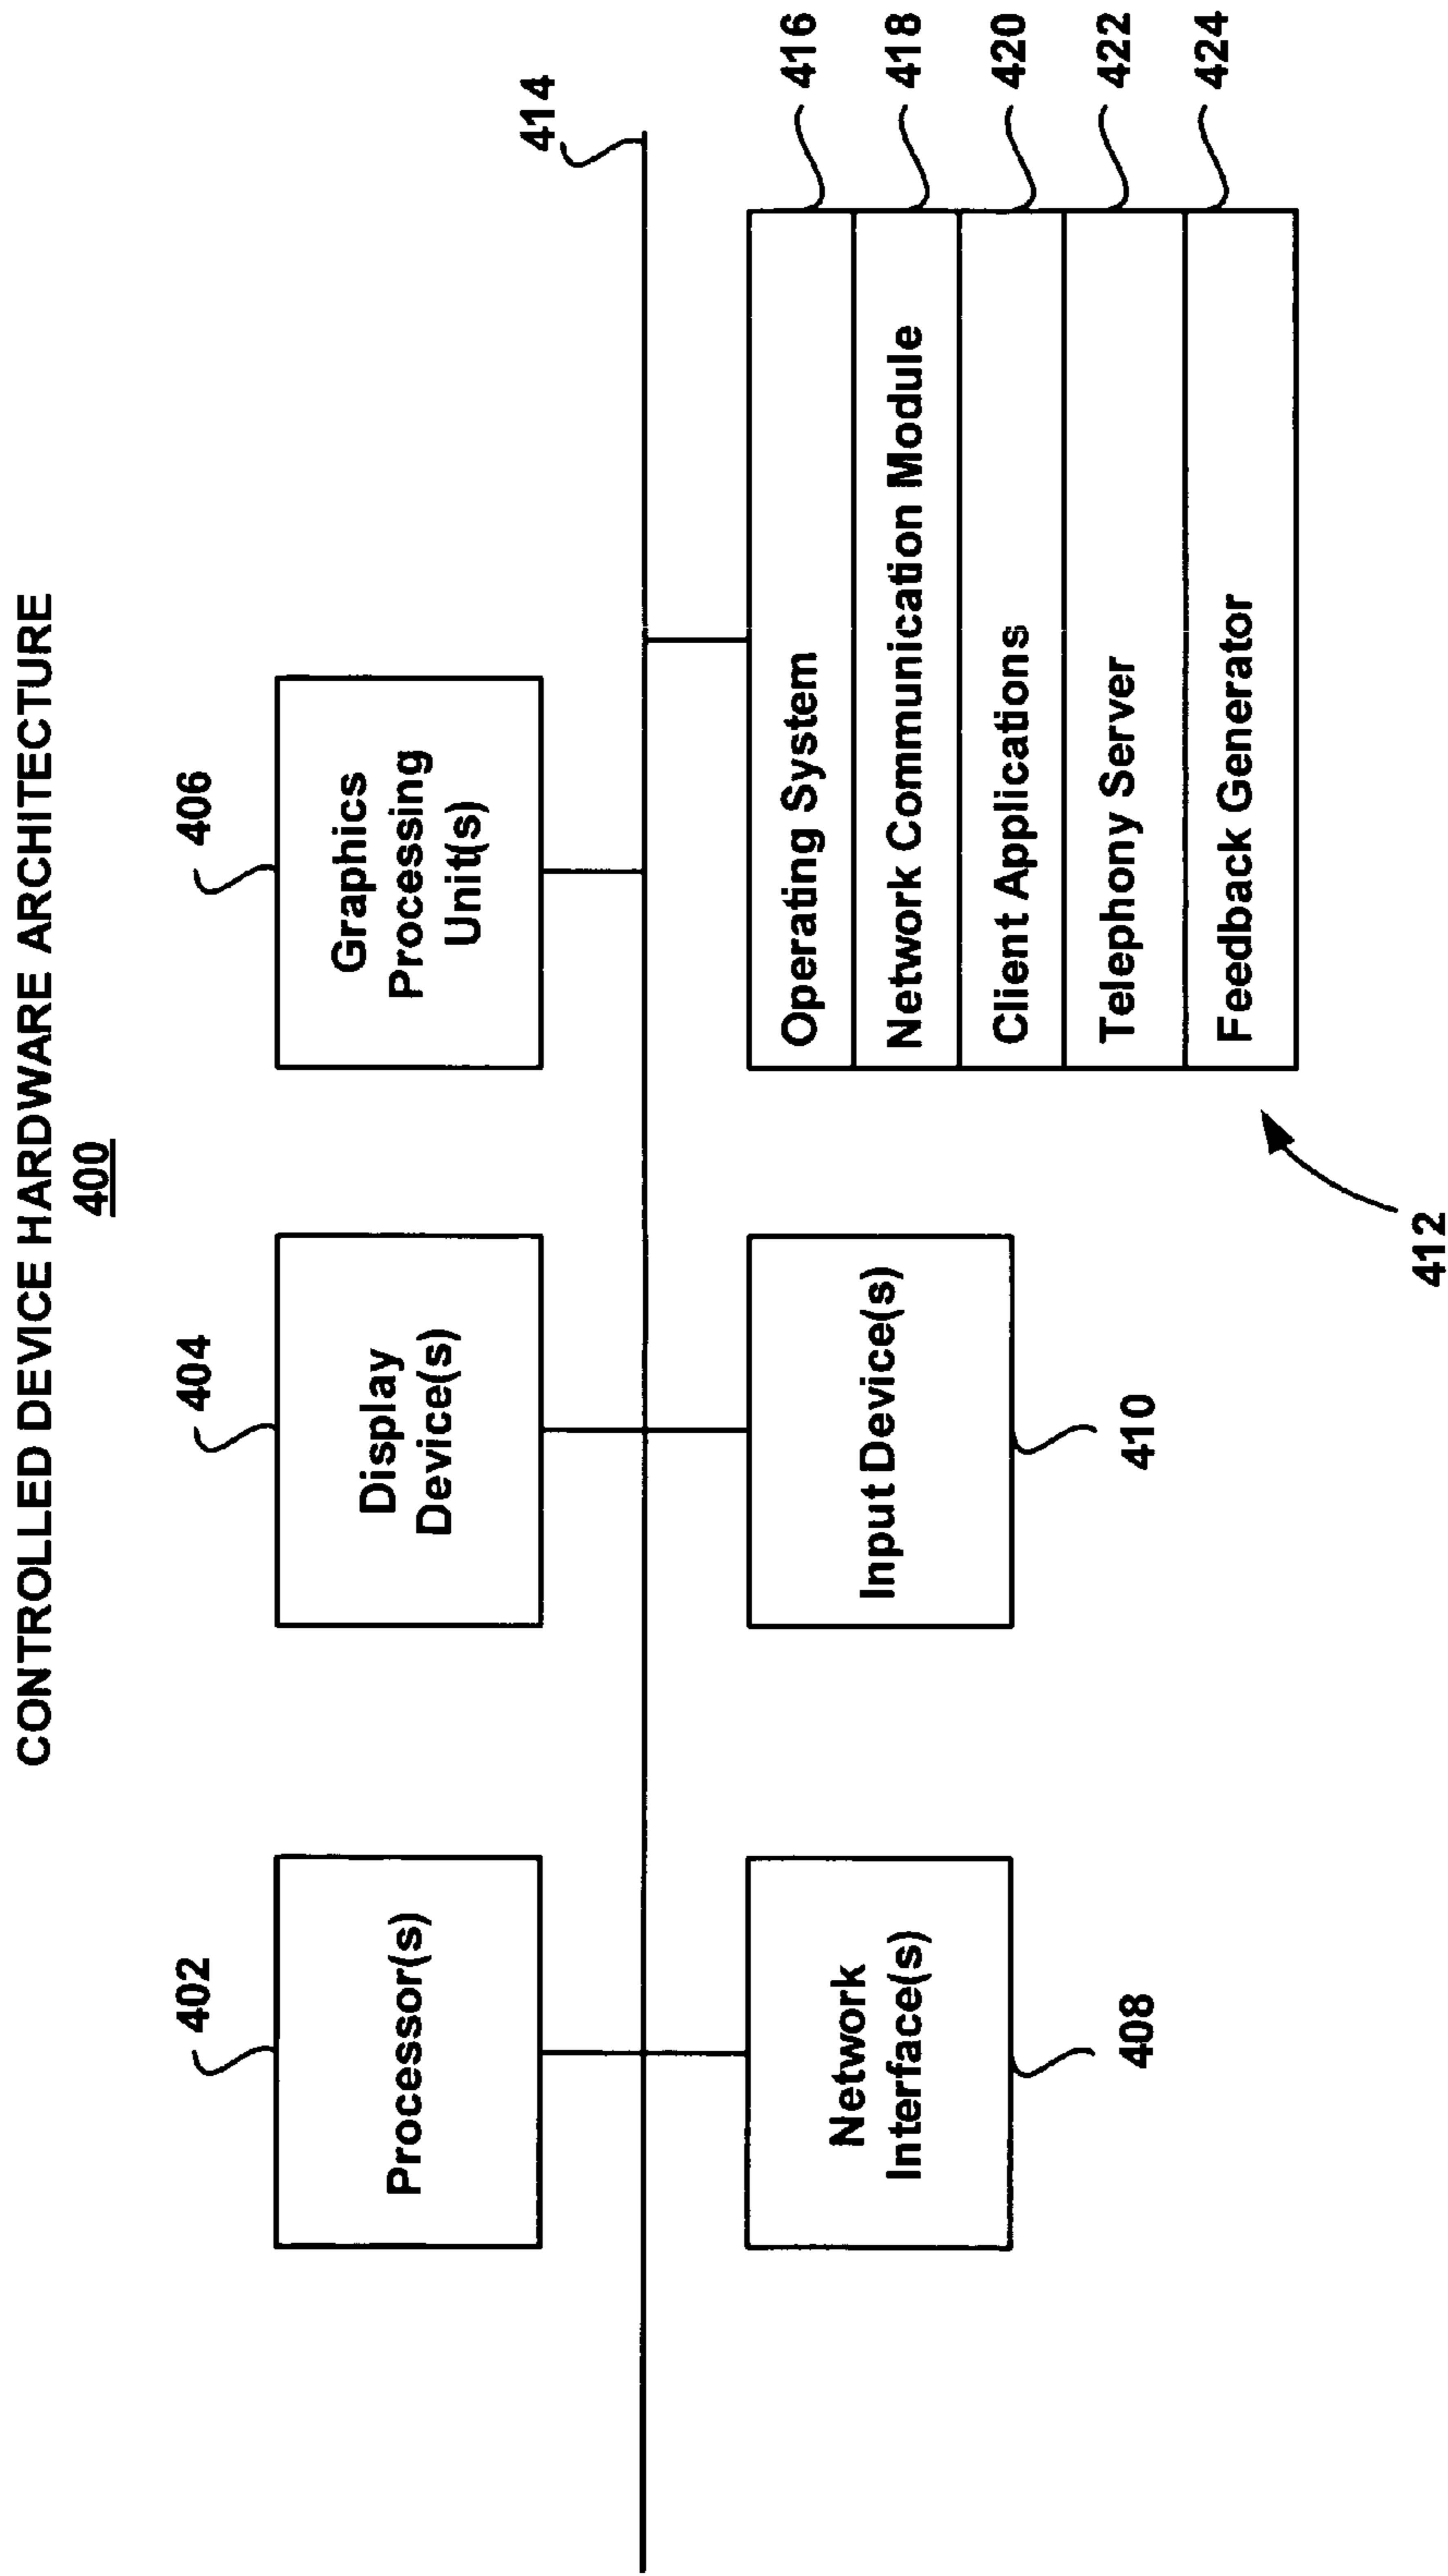 CONTROLLED DEVICE HARDWARE ARCHITECTURE
400
402
404
406
Processor(s)
Display
Device(s)
Graphics
Processing
Unit(s)
414
Network
Interface(s)
408
Input Device(s)
410
Operating System
416
Network Communication Module
418
Client Applications
420
Telephony Server
422
Feedback Generator
424
412